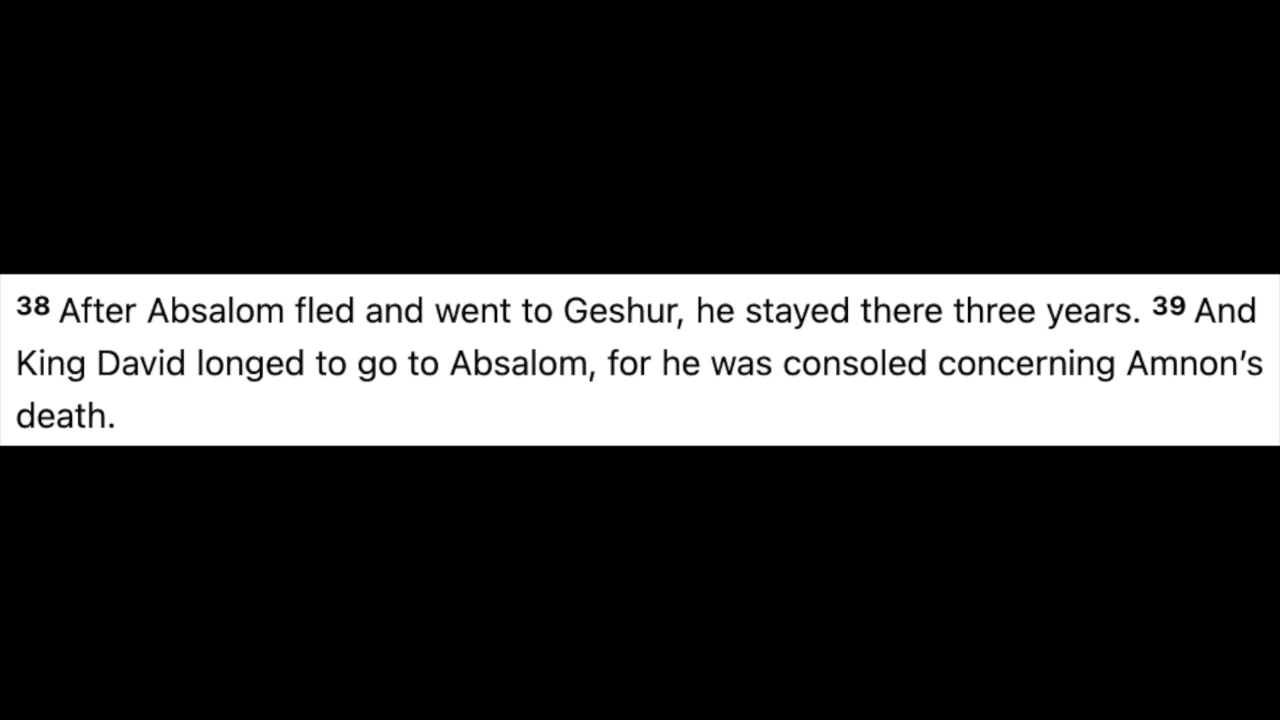 38 After Absalom fled and went to Geshur, he stayed there three years. 39 And
King David longed to go to Absalom, for he was consoled concerning Amnon’s
death.